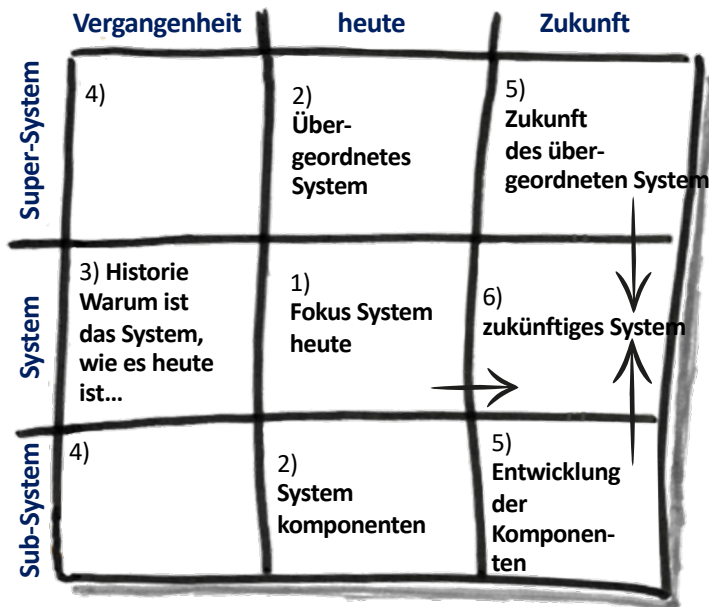 Vergangenheit
heute
Zukunft
Super-System
4)
2)
Über-
geordnetes
System
5)
Zukunft
des über-
geordneten System
System
3) Historie
Warum ist
das System,
wie es heute
ist...
1)
Fokus System
heute
6)
zukünftiges System
Sub-System
4)
2)
System
komponenten
5)
Entwicklung
der
Komponen-
ten